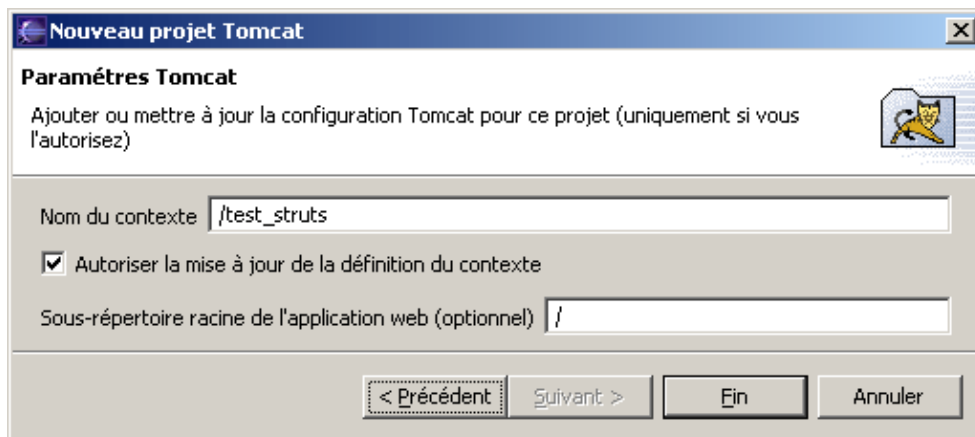 Nouveau projet Tomcat
Paramétres Tomcat
Ajouter ou mettre à jour la configuration Tomcat pour ce projet (uniquement si vous
l'autorisez)
Nom du contexte /test_struts
Autoriser la mise à jour de la définition du contexte
Sous-répertoire racine de l'application web (optionnel) /
< Précédent Suivant > Fin Annuler